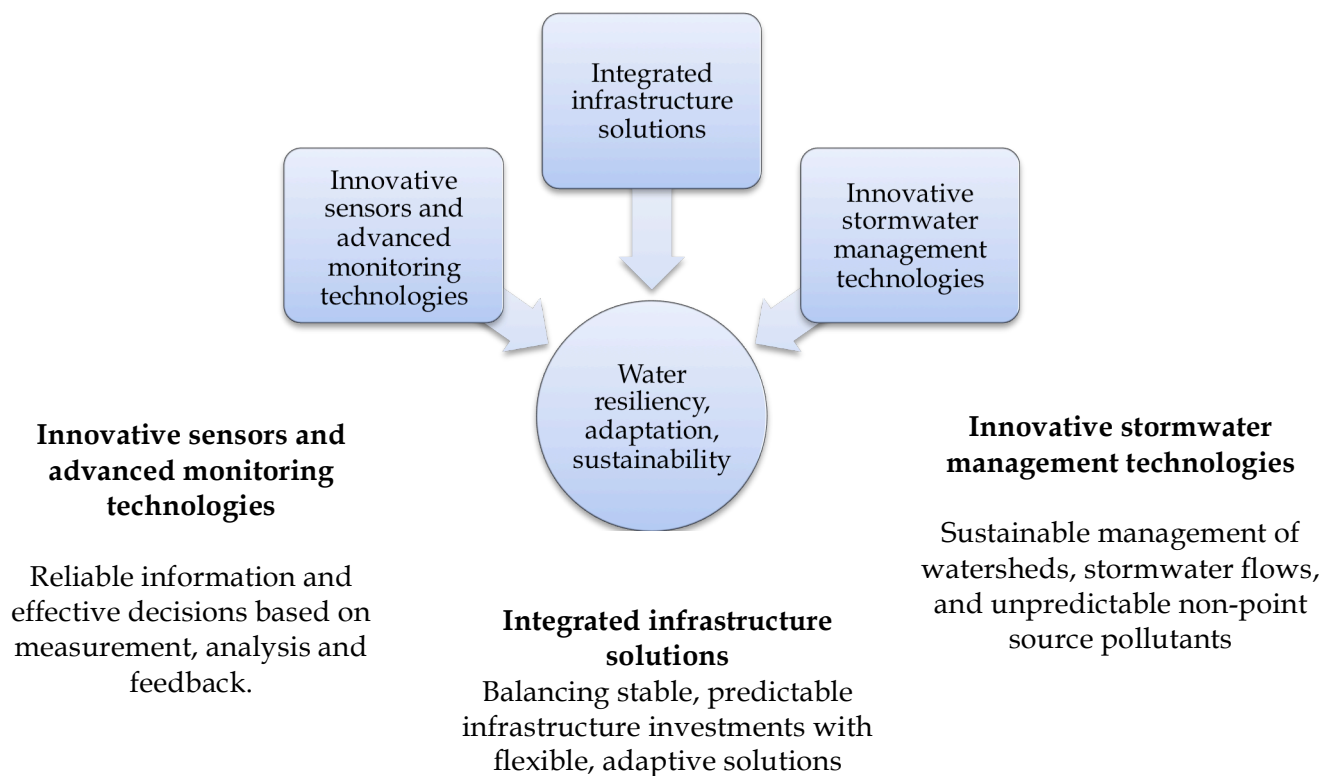 Integrated
infrastructure
solutions
Innovative
sensors and
advanced
monitoring
technologies
Innovative
stormwater
management
technologies
Water
resiliency,
adaptation,
sustainability
Innovative sensors and
advanced monitoring
technologies
Reliable information and
effective decisions based on
measurement, analysis and
feedback.
Integrated infrastructure
solutions
Balancing stable, predictable
infrastructure investments with
flexible, adaptive solutions
Innovative stormwater
management technologies
Sustainable management of
watersheds, stormwater flows,
and unpredictable non-point
source pollutants